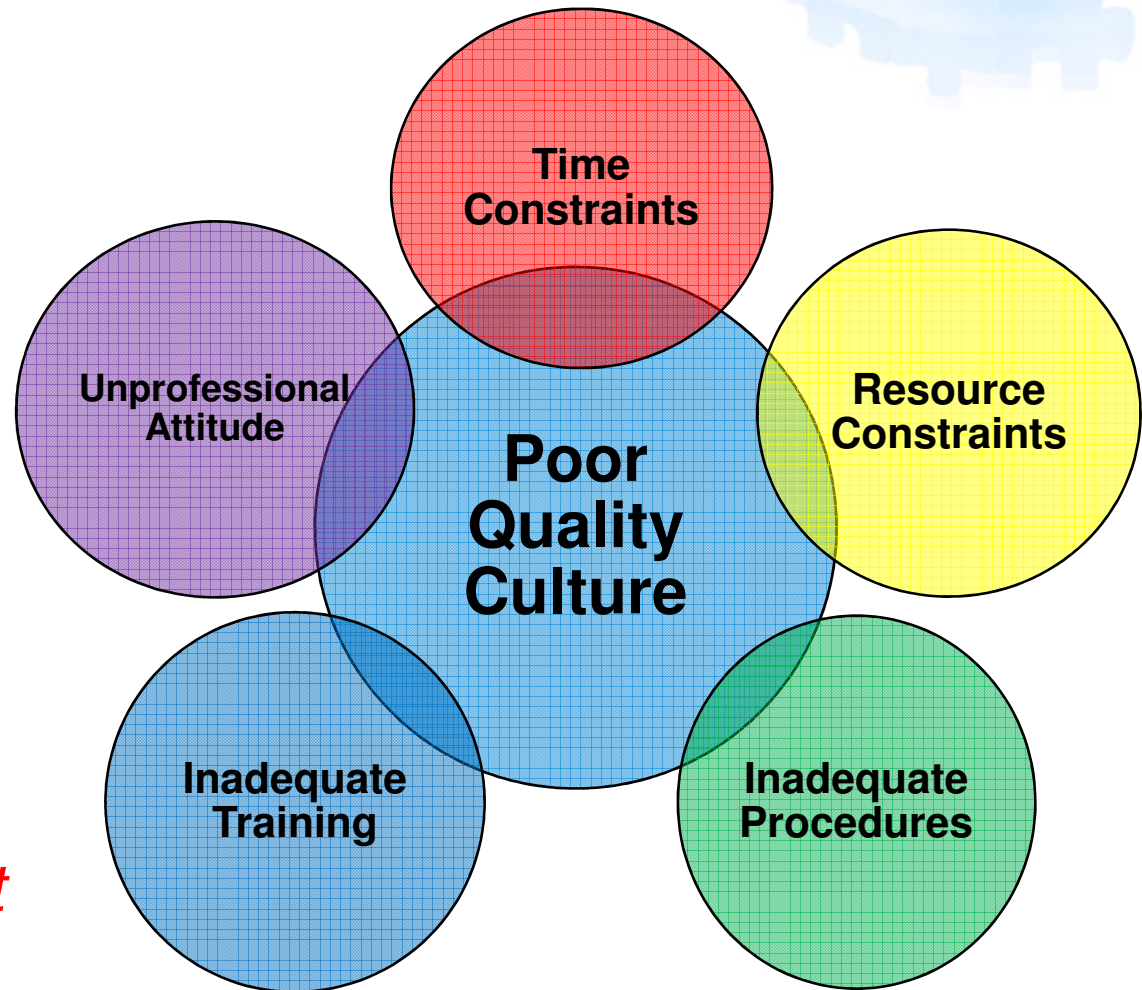 Time
Constraints
Unprofessional
Attitude
Resource
Constraints
Poor
Quality
Culture
Inadequate
Training
Inadequate
Procedures
t